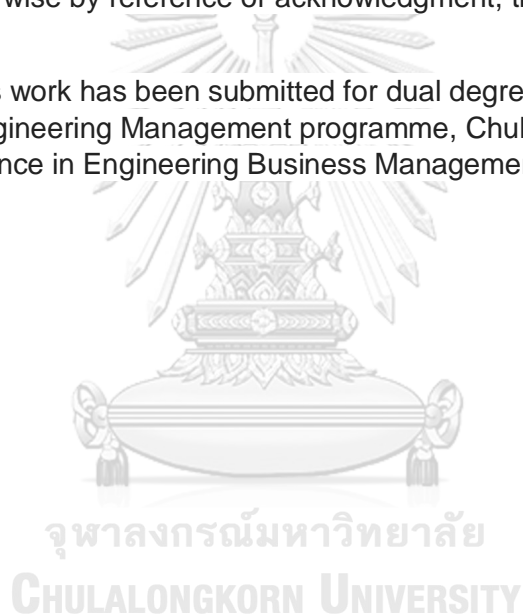 wise by reference of acknowledgment, th
s work has been submitted for dual degre
gineering Management programme, Chul
nce in Engineering Business Manageme
จุฬาลงกรณ์มหาวิทยาลัย
CHULALONGKORN UNIVERSITY